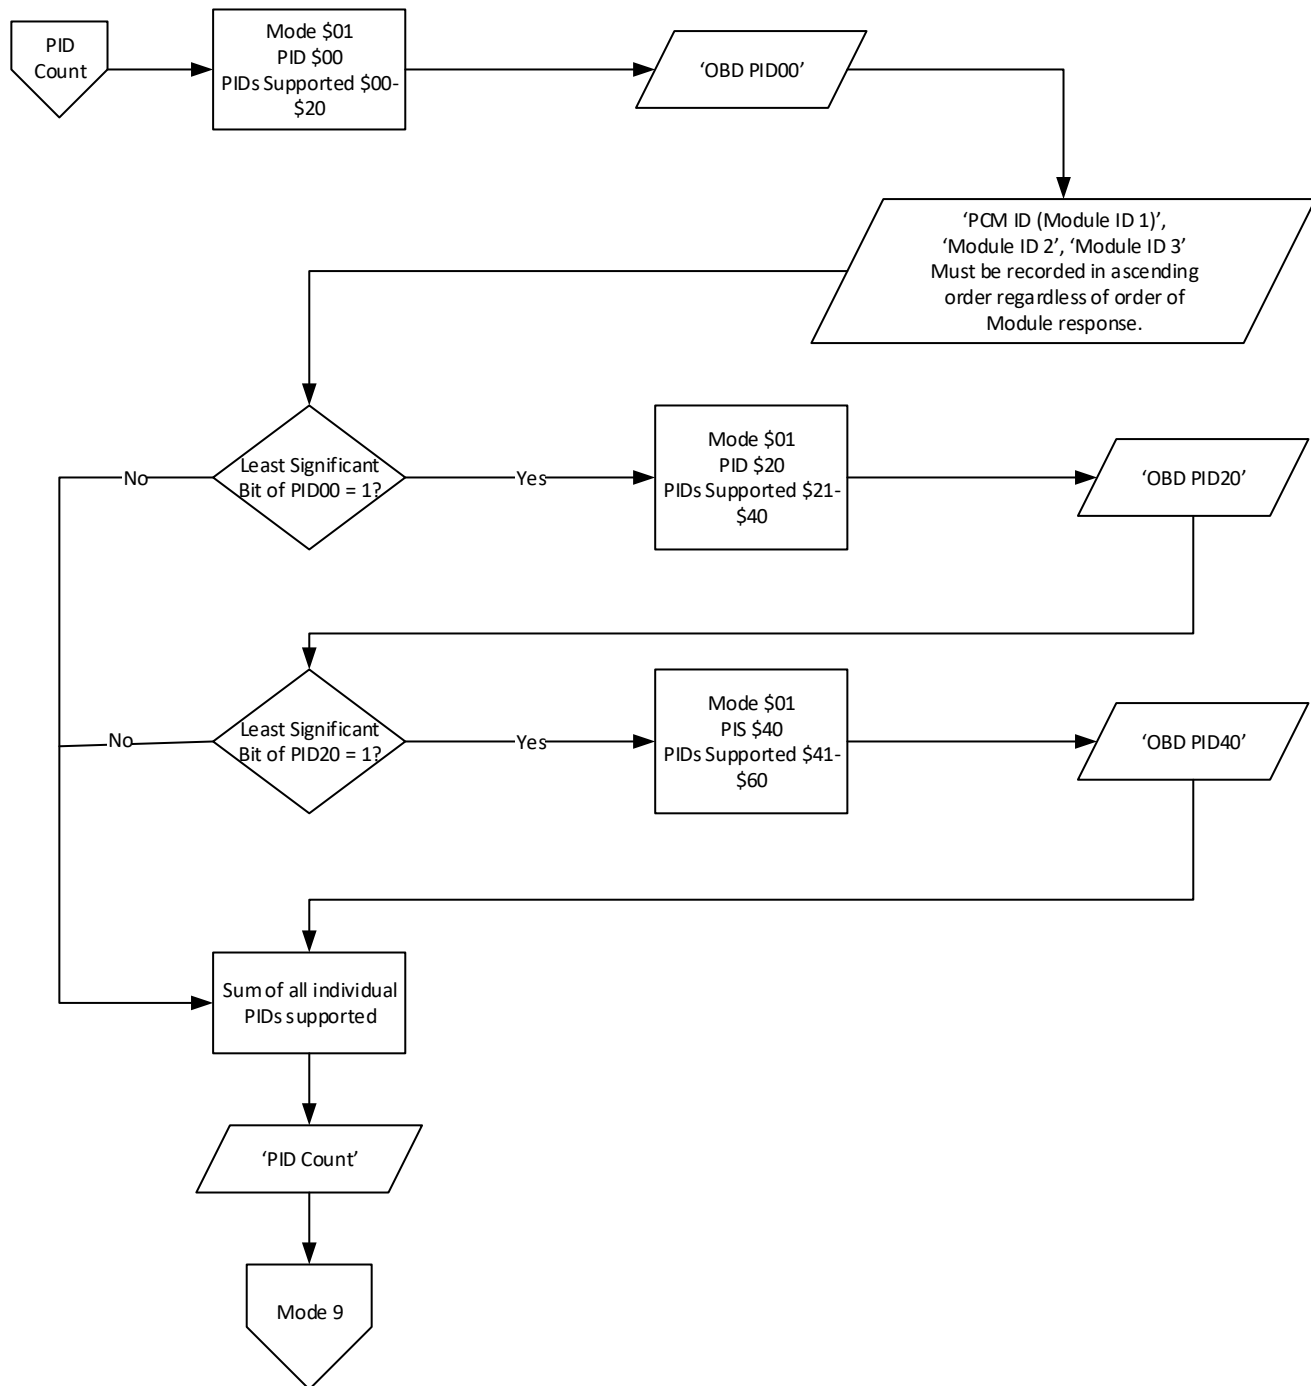 PID
Count
Mode $01
PID $00
PIDs Supported $00-
$20
‘OBD PID00’
‘PCM ID (Module ID 1)’,
‘Module ID 2’, ‘Module ID 3’
Must be recorded in ascending
order regardless of order of
Module response.
Least Significant
Bit of PID00 = 1?
No
Yes
Mode $01
PID $20
PIDs Supported $21-
$40
‘OBD PID20’
Least Significant
Bit of PID20 = 1?
No
Yes
Mode $01
PIS $40
PIDs Supported $41-
$60
‘OBD PID40’
Sum of all individual
PIDs supported
‘PID Count’
Mode 9